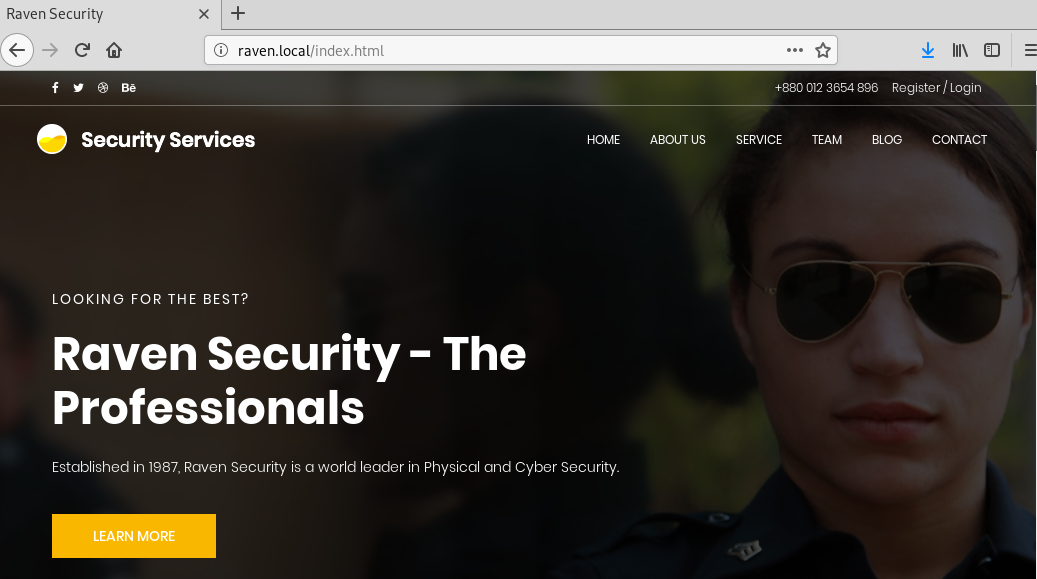 Raven Security
raven.local/index.html
Bē +880 012 3654 896 Register / Login
Security Services HOME ABOUT US SERVICE TEAM BLOG CONTACT
LOOKING FOR THE BEST?
Raven Security - The
Professionals
Established in 1987, Raven Security is a world leader in Physical and Cyber Security.
LEARN MORE